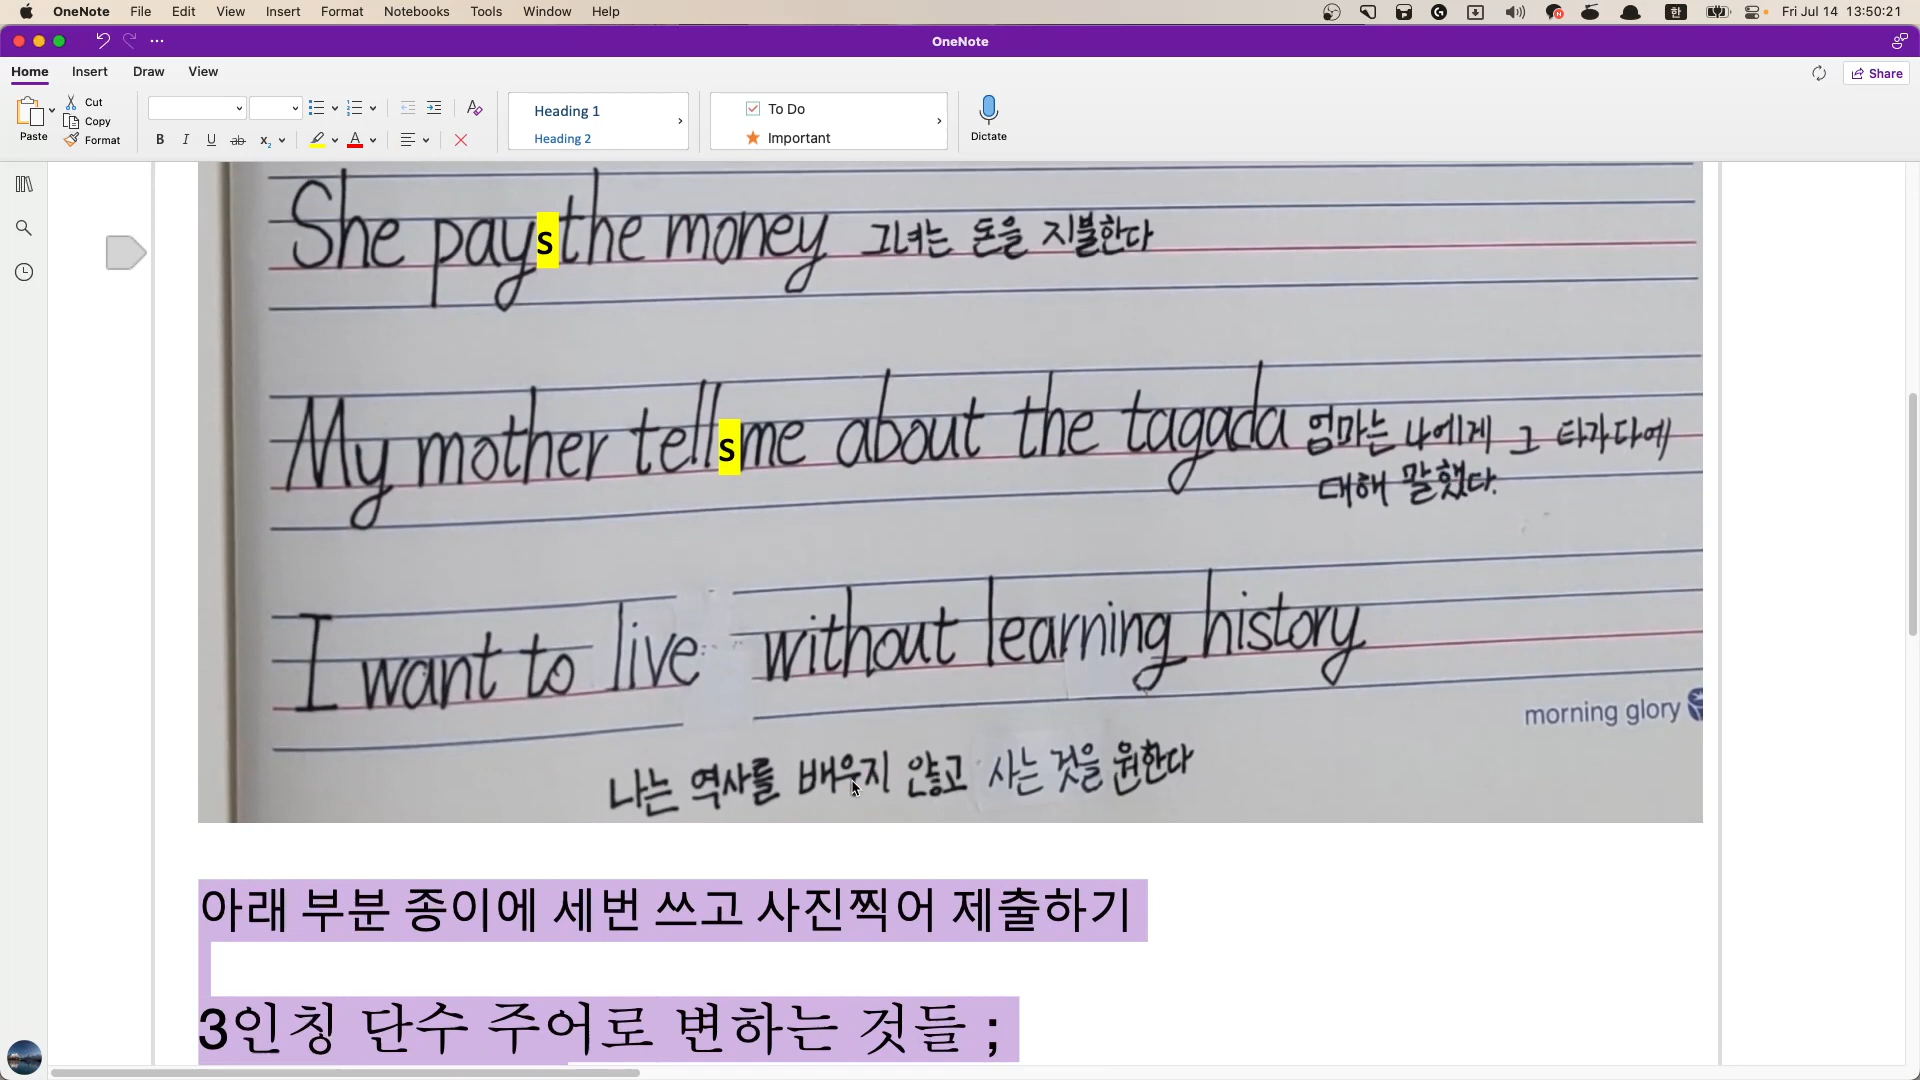 OneNote File Edit View Insert Format Notebooks Tools Window Help 한 Fri Jul 14 13:50:21
OneNote
Home Insert Draw View Share
Paste Cut Copy Format
B I U ab x₂ A
Heading 1
Heading 2
To Do
Important
Dictate
She pays the money 그녀는 돈을 지불한다
My mother tells me about the tagada 엄마는 나에게 그 타가다에
대해 말했다.
I want to live without learning history
morning glory
나는 역사를 배우지 않고 사는 것을 원한다
아래 부분 종이에 세번 쓰고 사진찍어 제출하기
3인칭 단수 주어로 변하는 것들 ;